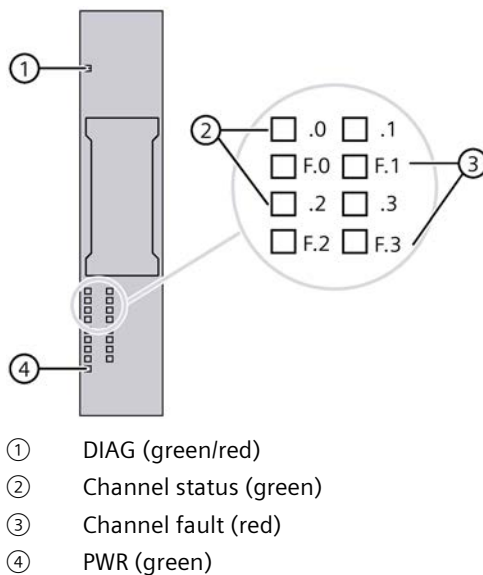 ①
② .0 .1
F.0 F.1 ③
.2 .3
F.2 F.3
④
① DIAG (green/red)
② Channel status (green)
③ Channel fault (red)
④ PWR (green)